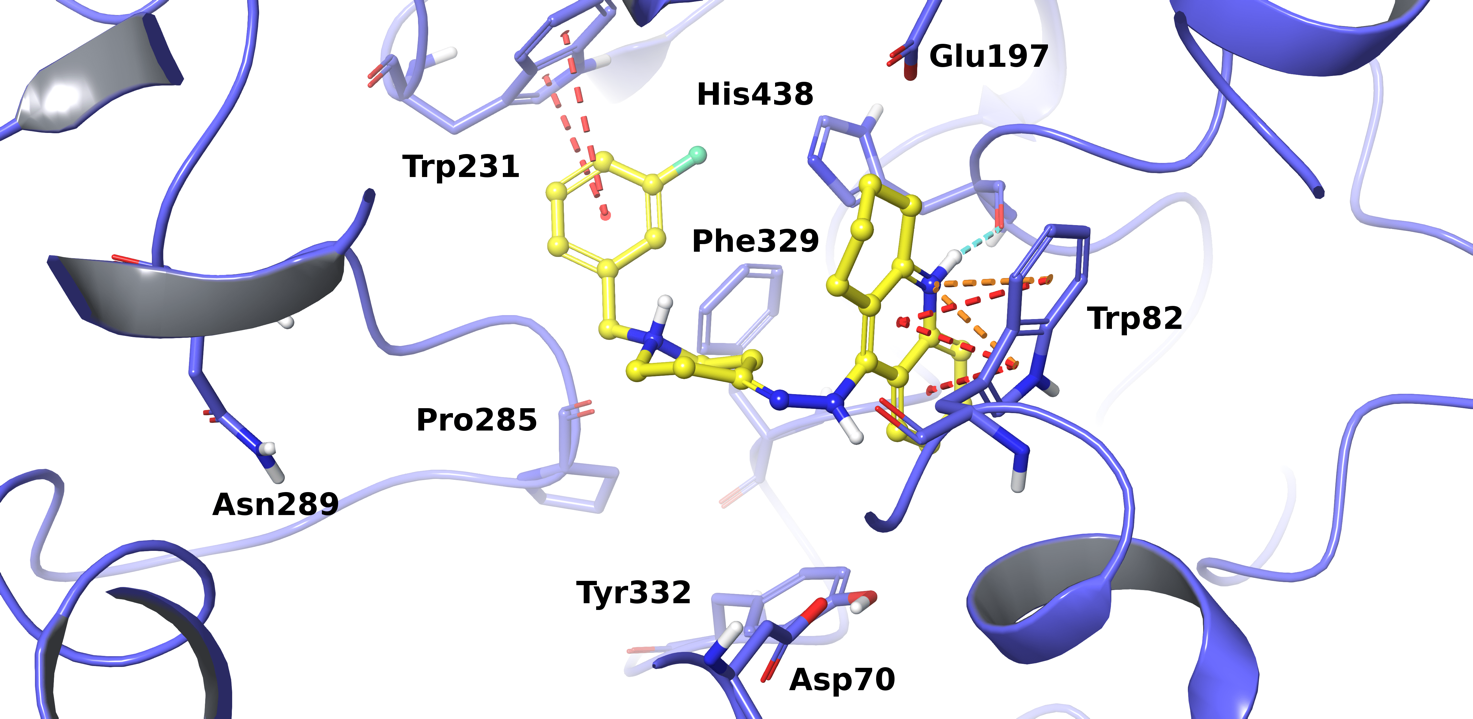 Glu197
His438
Trp231
Phe329
Trp82
Pro285
Asn289
Tyr332
Asp70